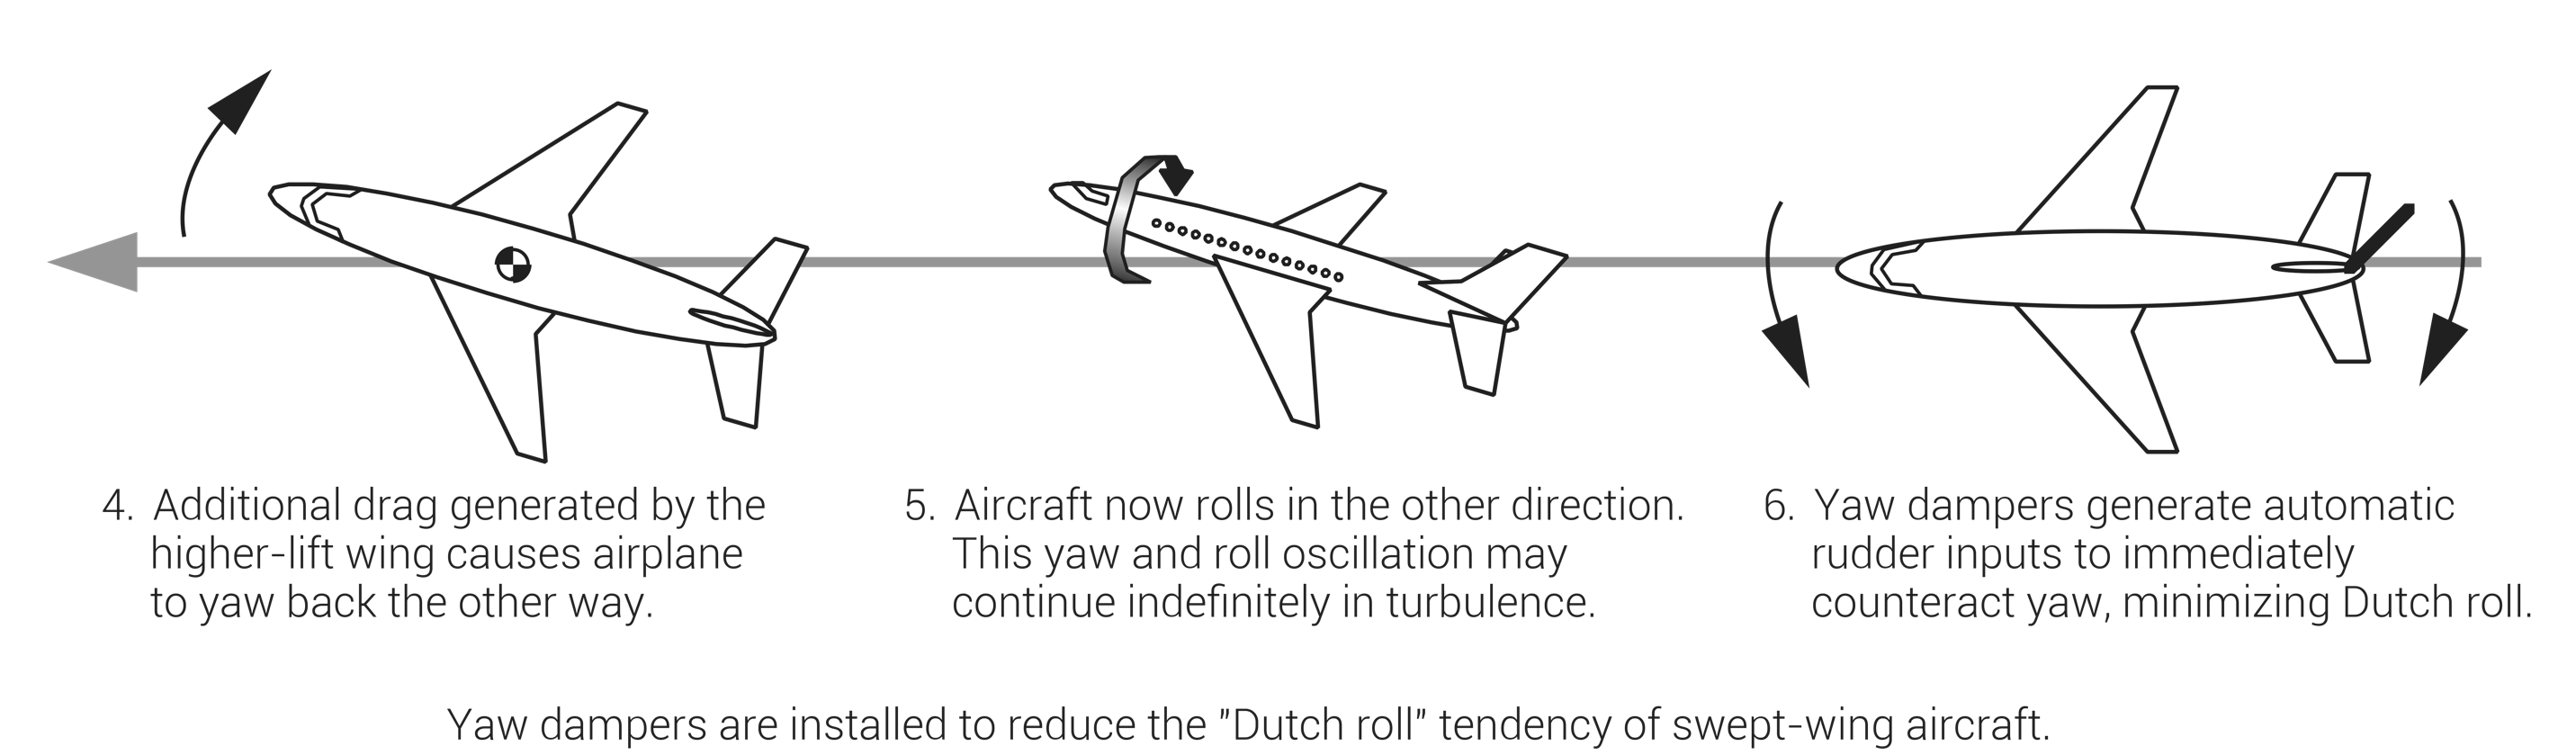 4. Additional drag generated by the
higher-lift wing causes airplane
to yaw back the other way.
5. Aircraft now rolls in the other direction.
This yaw and roll oscillation may
continue indefinitely in turbulence.
6. Yaw dampers generate automatic
rudder inputs to immediately
counteract yaw, minimizing Dutch roll.
Yaw dampers are installed to reduce the "Dutch roll" tendency of swept-wing aircraft.